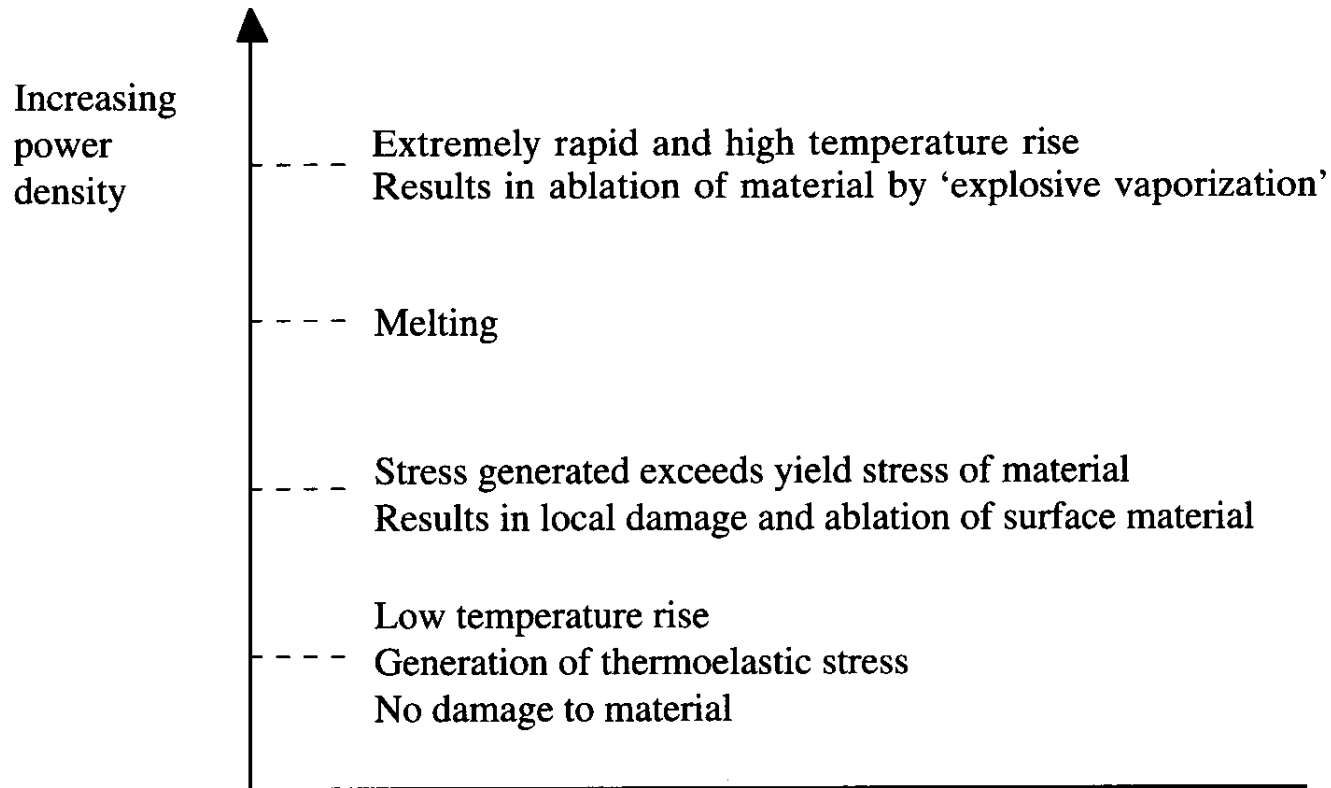 Increasing
power
density
Extremely rapid and high temperature rise
Results in ablation of material by ‘explosive vaporization’
Melting
Stress generated exceeds yield stress of material
Results in local damage and ablation of surface material
Low temperature rise
Generation of thermoelastic stress
No damage to material